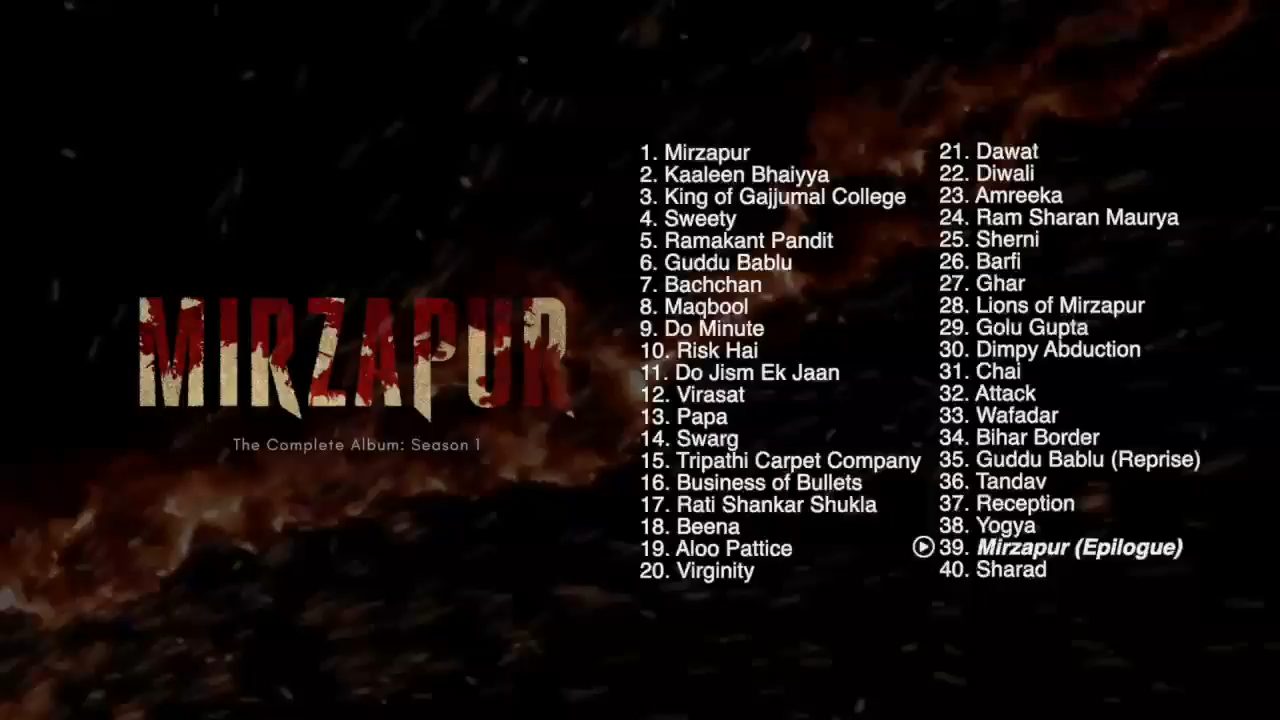 MIRZAPUR
The Complete Album: Season 1
1. Mirzapur
2. Kaaleen Bhaiyya
3. King of Gajjumal College
4. Sweety
5. Ramakant Pandit
6. Guddu Bablu
7. Bachchan
8. Maqbool
9. Do Minute
10. Risk Hai
11. Do Jism Ek Jaan
12. Virasat
13. Papa
14. Swarg
15. Tripathi Carpet Company
16. Business of Bullets
17. Rati Shankar Shukla
18. Beena
19. Aloo Pattice
20. Virginity
21. Dawat
22. Diwali
23. Amreeka
24. Ram Sharan Maurya
25. Sherni
26. Barfi
27. Ghar
28. Lions of Mirzapur
29. Golu Gupta
30. Dimpy Abduction
31. Chai
32. Attack
33. Wafadar
34. Bihar Border
35. Guddu Bablu (Reprise)
36. Tandav
37. Reception
38. Yogya
39. Mirzapur (Epilogue)
40. Sharad